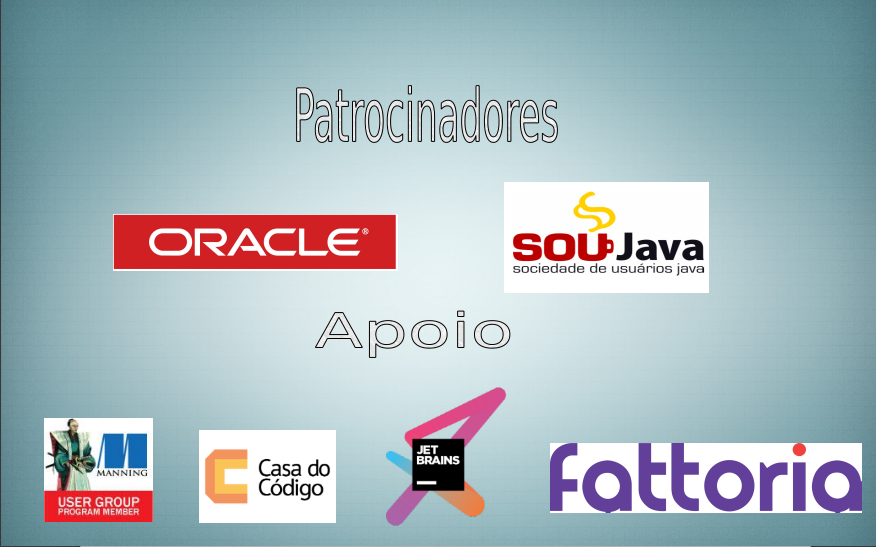 Patrocinadores
ORACLE®
SOUJava
sociedade de usuários java
Apoio
MANNING
USER GROUP
PROGRAM MEMBER
Casa do
Código
JET
BRAINS
fattoria